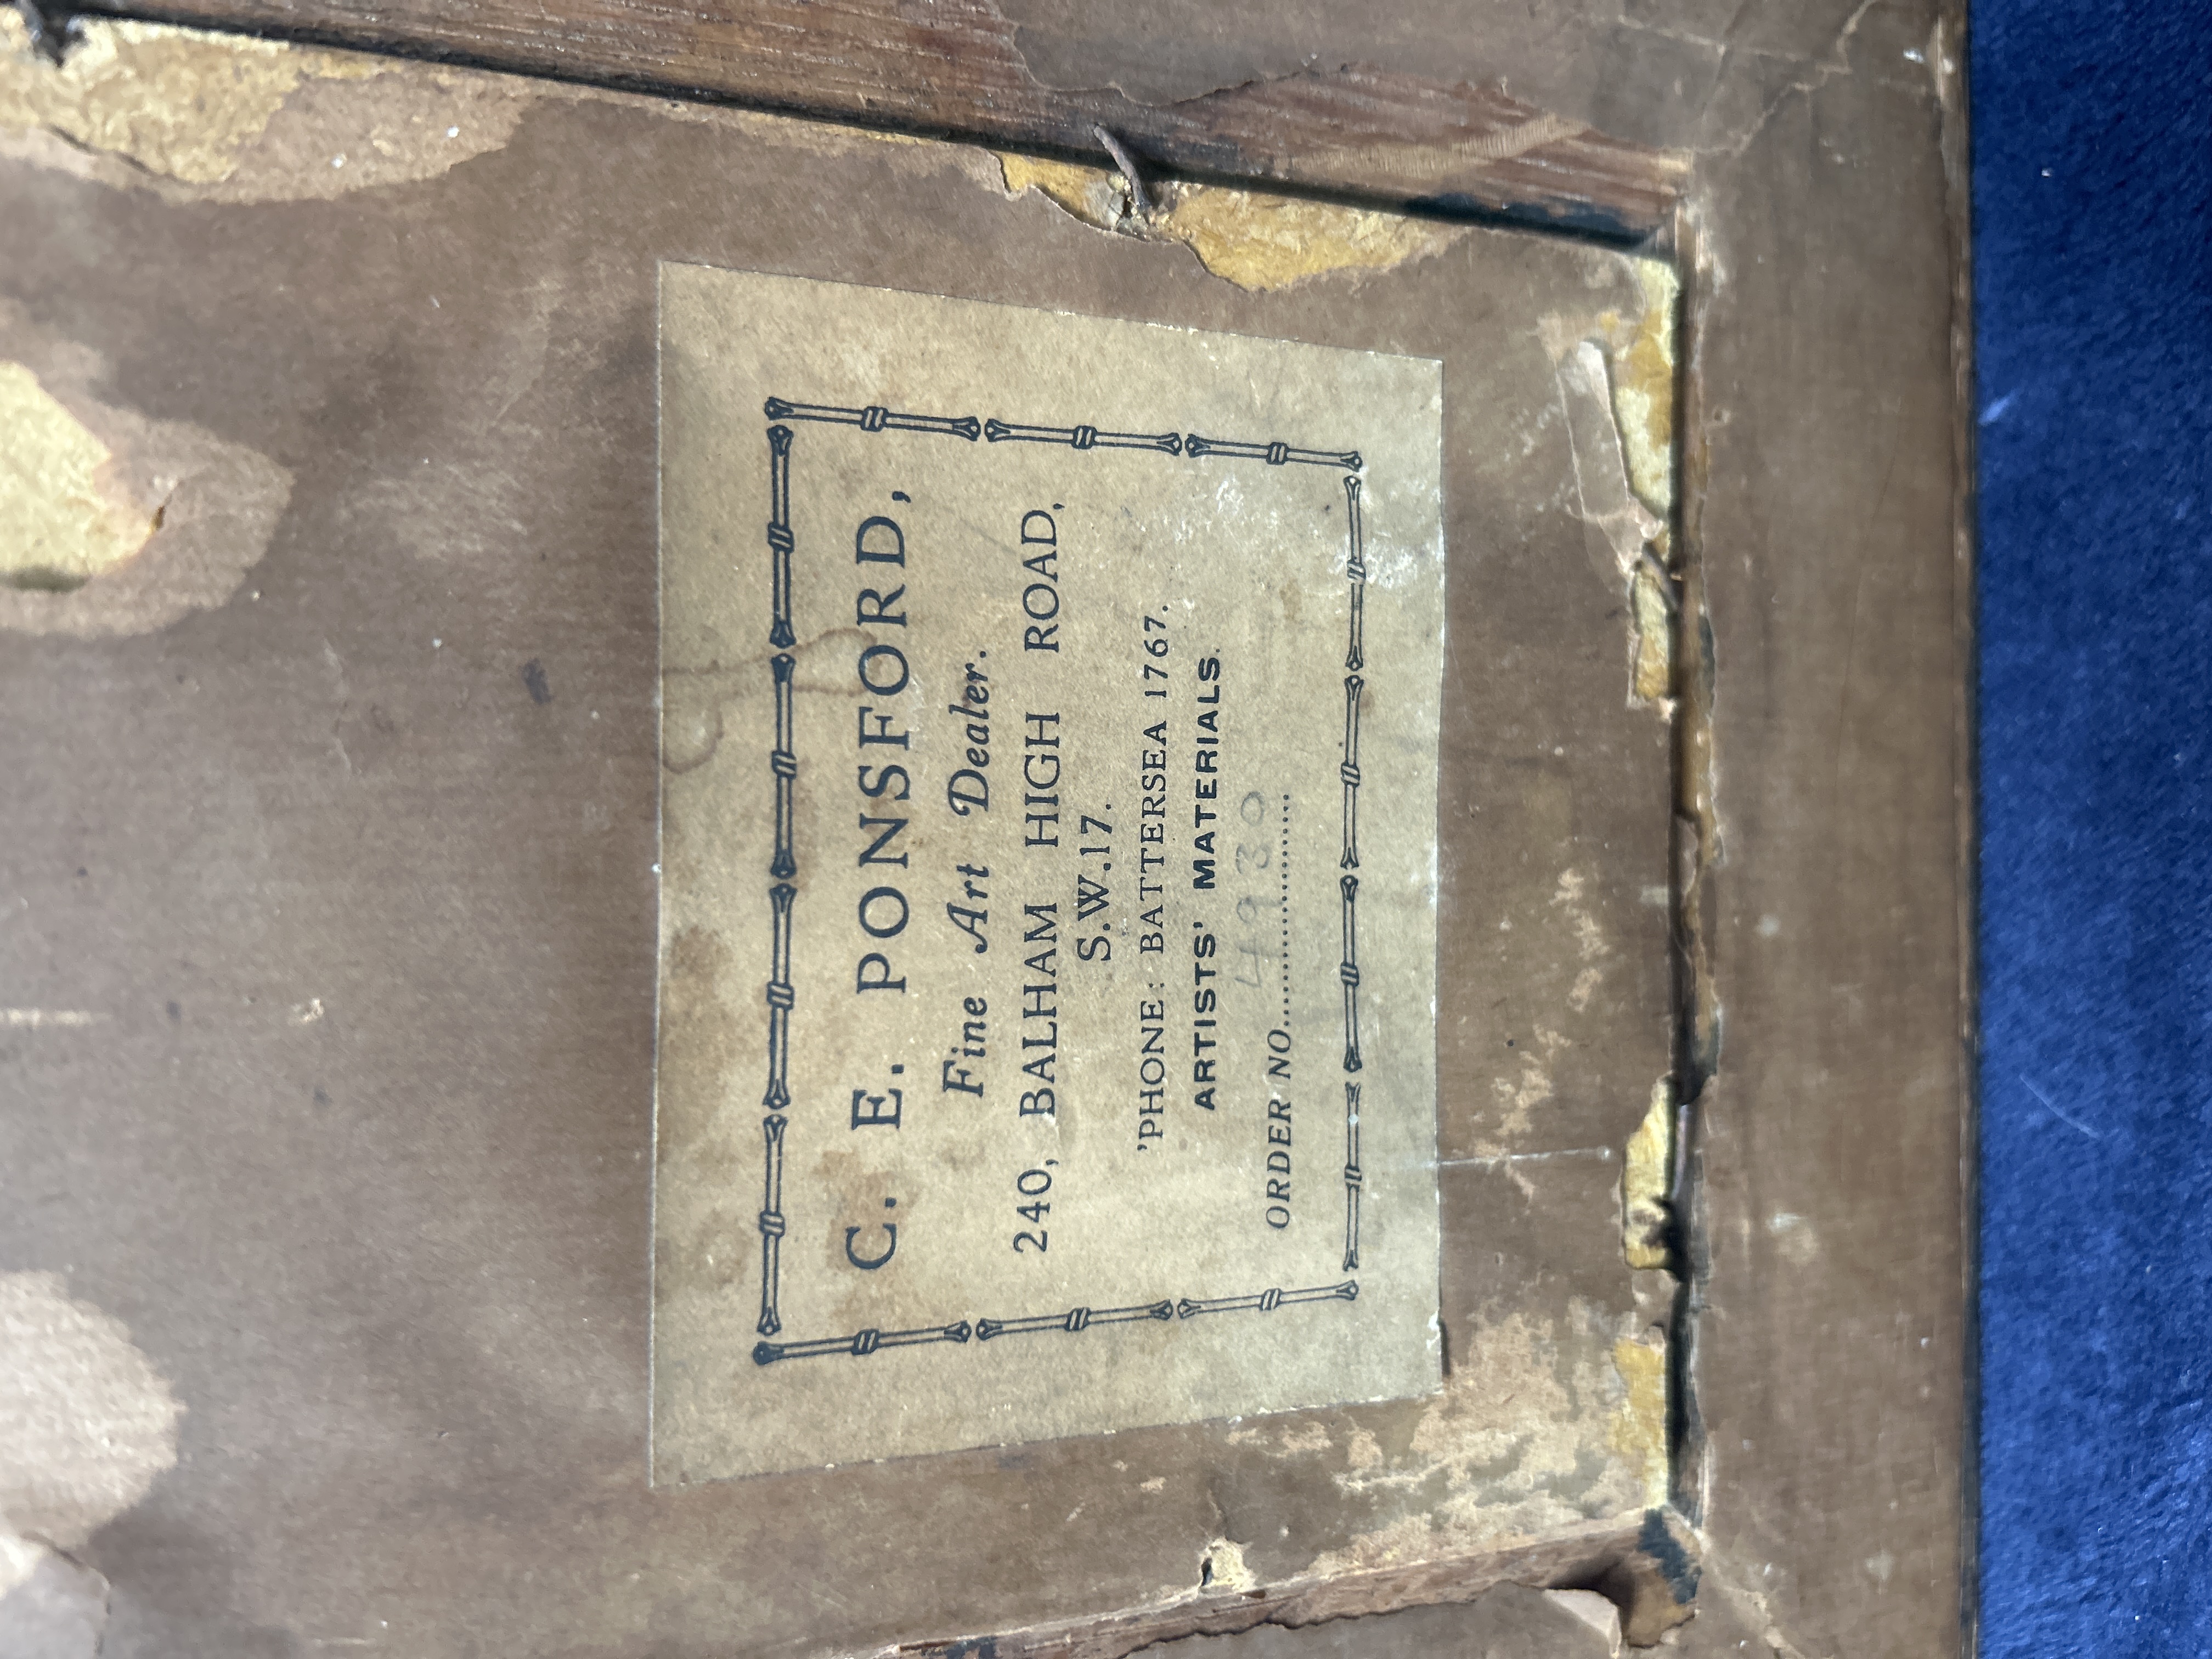 C. E. PONSFORD,
Fine Art Dealer.
240, BALHAM HIGH ROAD,
S.W.17.
'PHONE: BATTERSEA 1767.
ARTISTS' MATERIALS.
ORDER NO. 4930